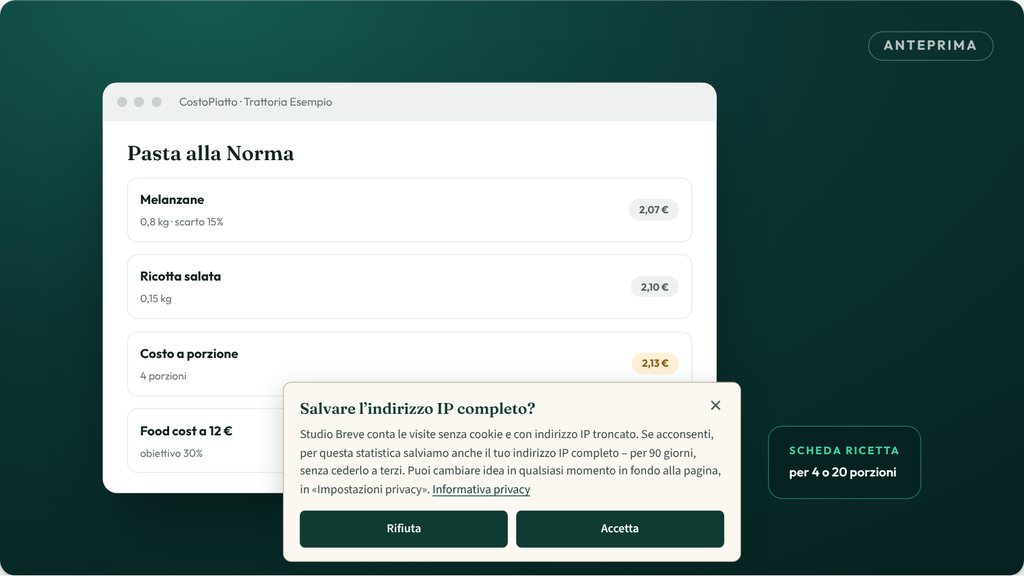 ANTEPRIMA
CostoPiatto · Trattoria Esempio
Pasta alla Norma
Melanzane
0,8 kg · scarto 15%
2,07 €
Ricotta salata
0,15 kg
2,10 €
Costo a porzione
4 porzioni
2,13 €
Food cost a 12 €
obiettivo 30%
Salvare l’indirizzo IP completo?
Studio Breve conta le visite senza cookie e con indirizzo IP troncato. Se acconsenti,
per questa statistica salviamo anche il tuo indirizzo IP completo – per 90 giorni,
senza cederlo a terzi. Puoi cambiare idea in qualsiasi momento in fondo alla pagina,
in «Impostazioni privacy». Informativa privacy
Rifiuta
Accetta
SCHEDA RICETTA
per 4 o 20 porzioni